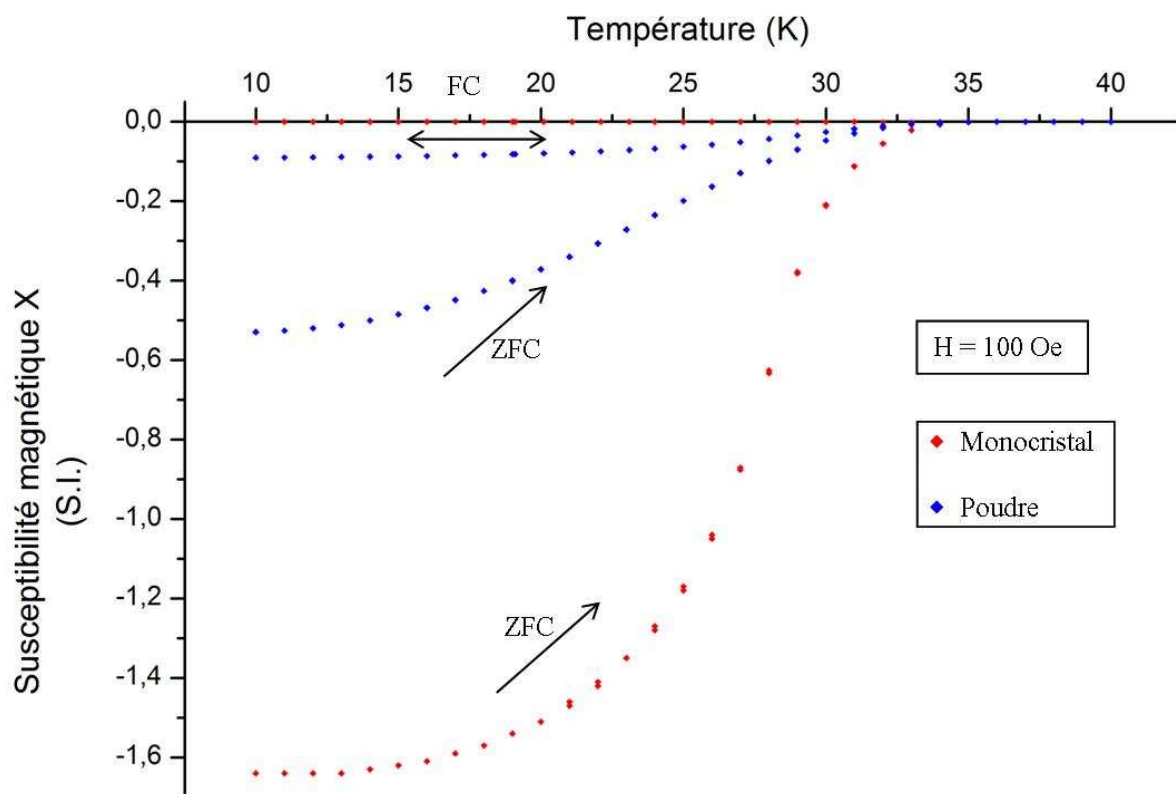 Température (K)
10 15 20 25 30 35 40
FC
0,0
-0,2
-0,4
-0,6
-0,8
-1,0
-1,2
-1,4
-1,6
Susceptibilité magnétique X
(S.I.)
ZFC
ZFC
H = 100 Oe
Monocristal
Poudre